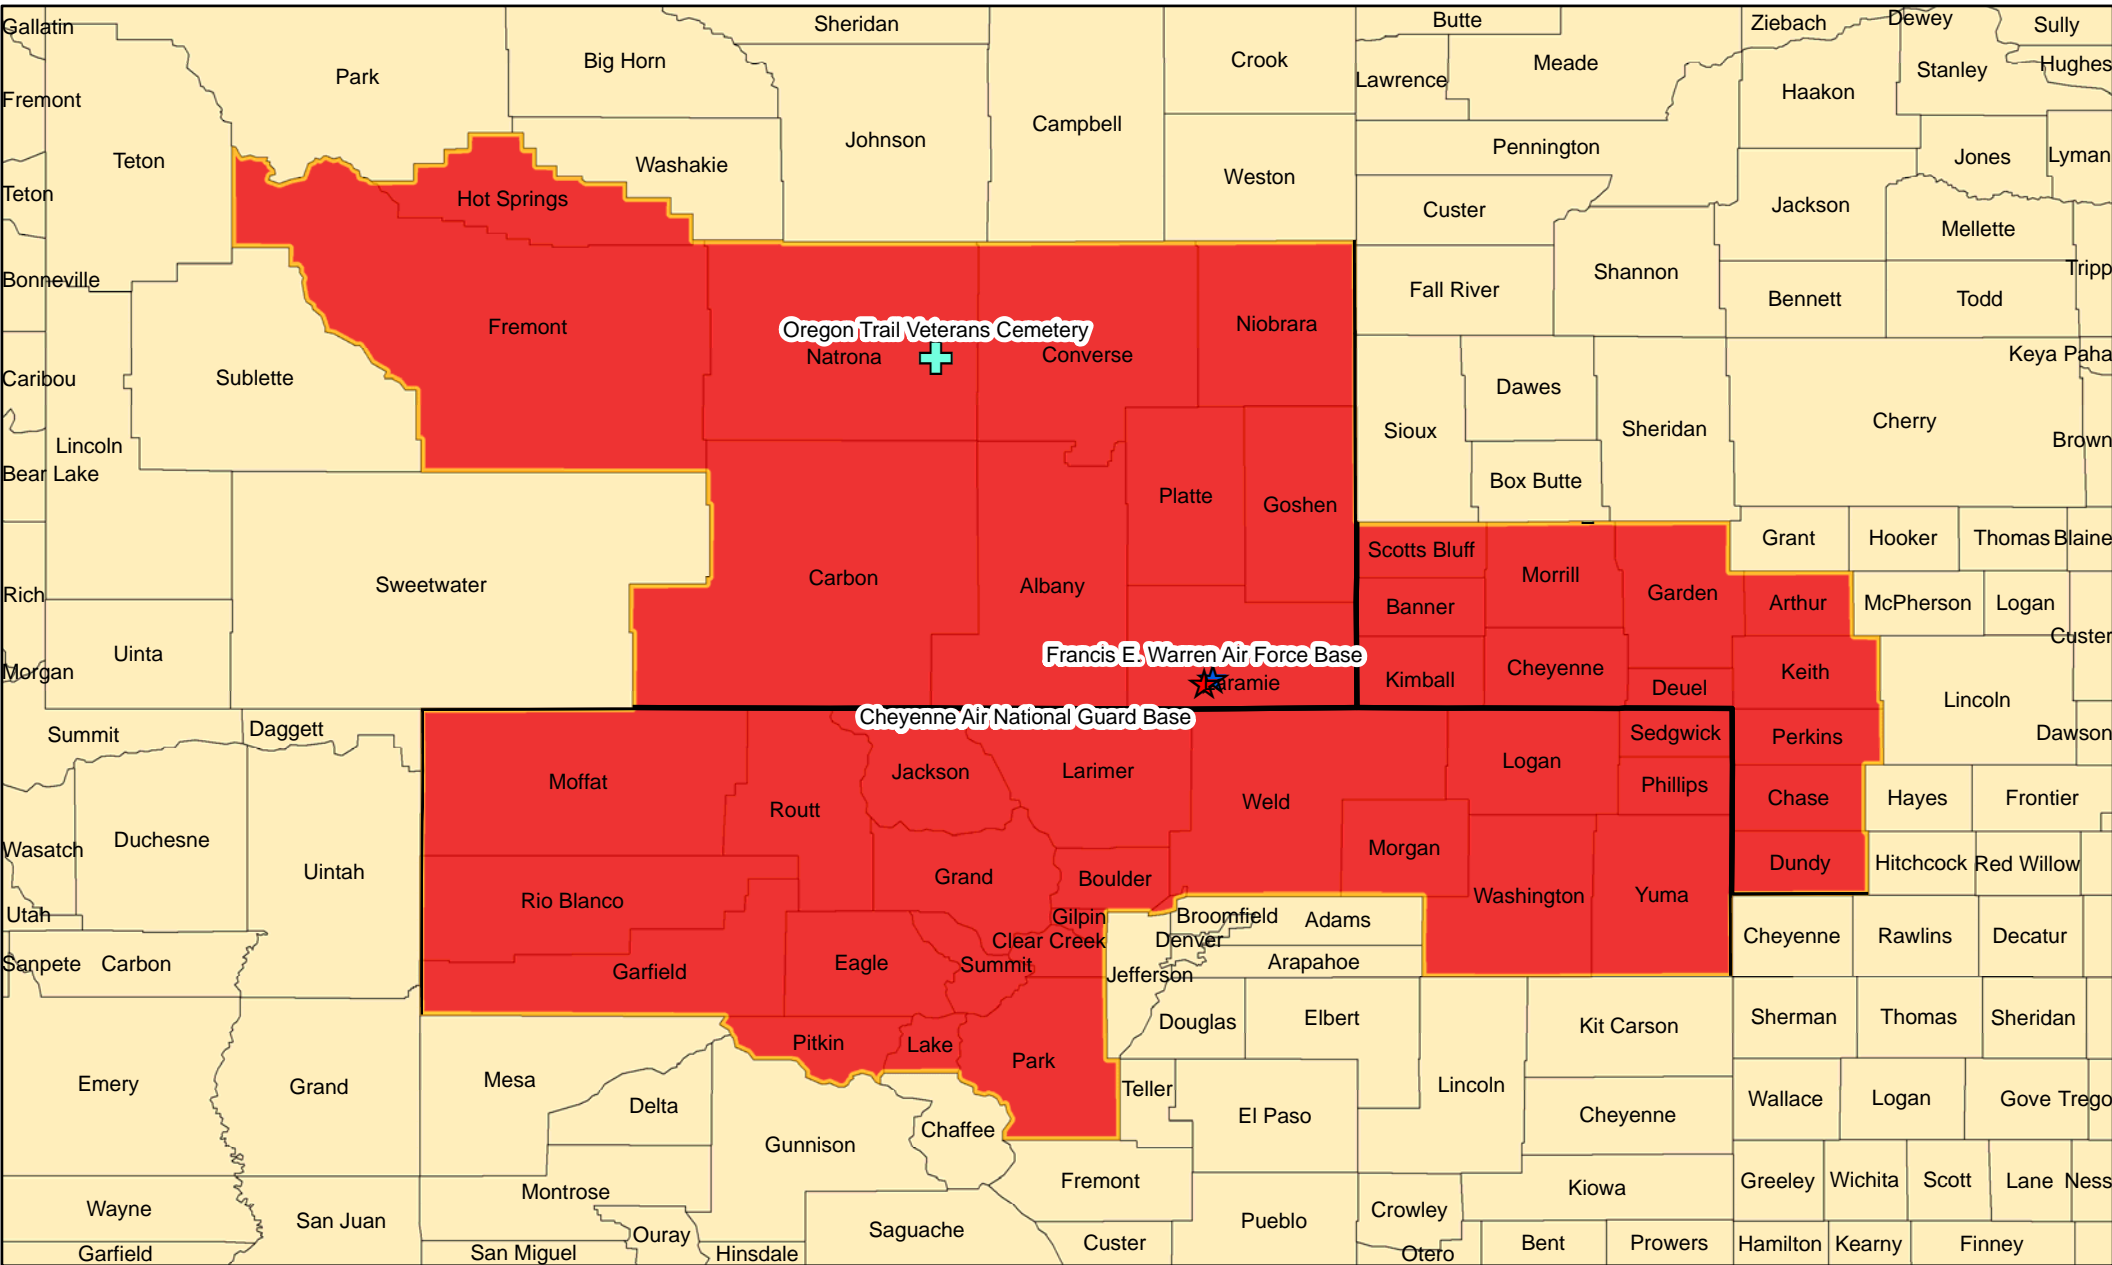 Gallatin
Park
Big Horn
Sheridan
Crook
Butte
Ziebach
Dewey
Sully
Fremont
Lawrence
Meade
Haakon
Stanley
Hughes
Teton
Johnson
Campbell
Weston
Pennington
Jones
Lyman
Teton
Hot Springs
Washakie
Custer
Jackson
Mellette
Bonneville
Fremont
Niobrara
Fall River
Shannon
Bennett
Todd
Tripp
Oregon Trail Veterans Cemetery
Natrona
Converse
Caribou
Sublette
Dawes
Keya Paha
Lincoln
Sioux
Sheridan
Cherry
Brown
Bear Lake
Box Butte
Platte
Goshen
Rich
Sweetwater
Carbon
Albany
Scotts Bluff
Morrill
Garden
Grant
Hooker
Thomas
Blaine
Banner
Arthur
McPherson
Logan
Custer
Morgan
Uinta
Francis E. Warren Air Force Base
Laramie
Kimball
Cheyenne
Deuel
Keith
Lincoln
Summit
Daggett
Cheyenne Air National Guard Base
Sedgwick
Perkins
Dawson
Moffat
Routt
Jackson
Larimer
Weld
Logan
Phillips
Chase
Hayes
Frontier
Wasatch
Duchesne
Uintah
Rio Blanco
Grand
Boulder
Morgan
Washington
Yuma
Dundy
Hitchcock
Red Willow
Utah
Gilpin
Broomfield
Adams
Clear Creek
Denver
Cheyenne
Rawlins
Decatur
Sanpete
Carbon
Garfield
Eagle
Summit
Jefferson
Arapahoe
Emery
Grand
Mesa
Pitkin
Lake
Park
Douglas
Elbert
Kit Carson
Sherman
Thomas
Sheridan
Delta
Teller
Lincoln
Wallace
Logan
Gove
Trego
Gunnison
Chaffee
El Paso
Cheyenne
Wayne
San Juan
Montrose
Fremont
Kiowa
Greeley
Wichita
Scott
Lane
Ness
Garfield
San Miguel
Ouray
Hinsdale
Saguache
Custer
Pueblo
Crowley
Otero
Bent
Prowers
Hamilton
Kearny
Finney